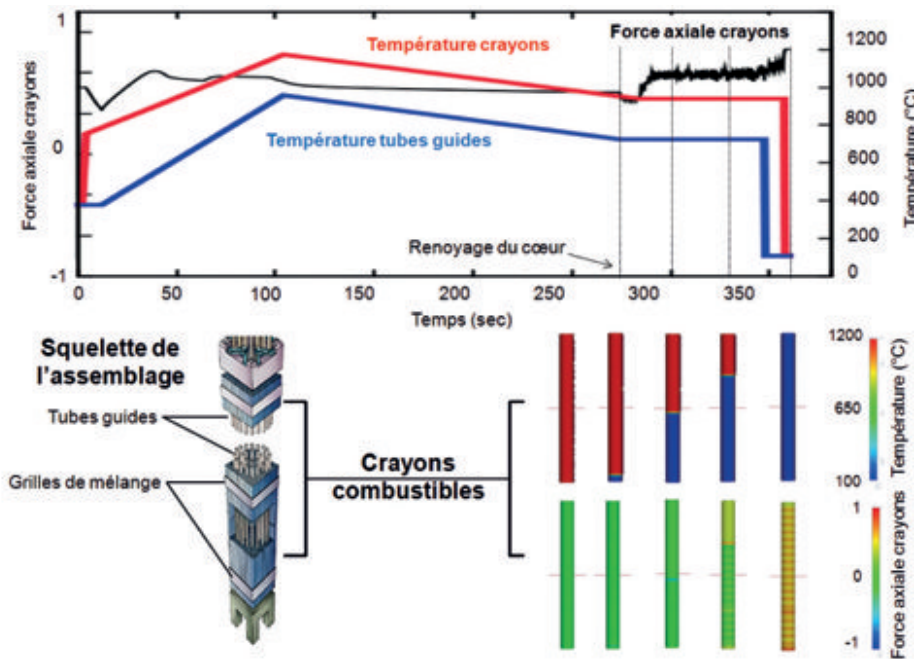 1
0
-1
Force axiale crayons
Température crayons
Force axiale crayons
Température tubes guides
Renoyage du cœur
1200
1000
800
600
400
200
0
Température (°C)
0
50
100
150
200
250
300
350
Temps (sec)
Squelette de
l'assemblage
Tubes guides
Grilles de mélange
Crayons
combustibles
1200
650
100
Température (°C)
1
0
-1
Force axiale crayons